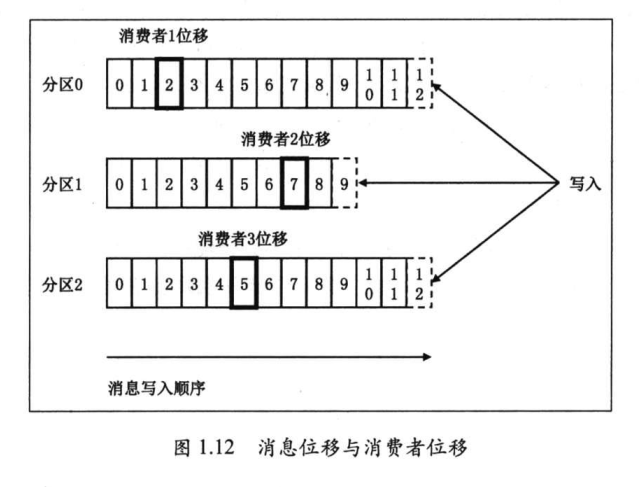 消费者1位移
分区0 0 1 2 3 4 5 6 7 8 9 10 11 12
消费者2位移
分区1 0 1 2 3 4 5 6 7 8 9
写入
消费者3位移
分区2 0 1 2 3 4 5 6 7 8 9 10 11 12
消息写入顺序
图 1.12 消息位移与消费者位移